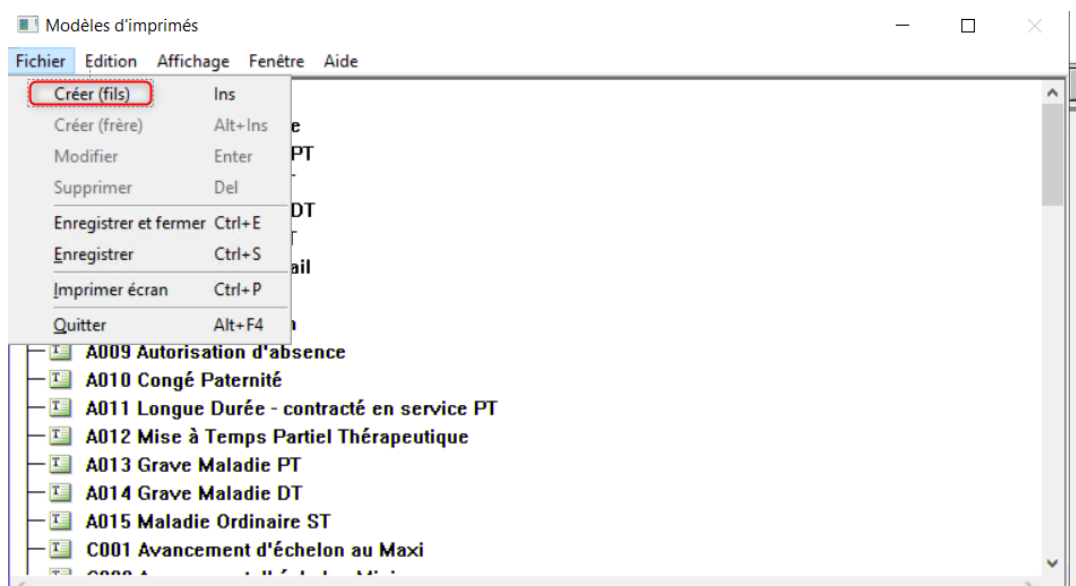 Modèles d'imprimés
Fichier Edition Affichage Fenêtre Aide
Créer (fils) Ins
Créer (frère) Alt+Ins
Modifier Enter
PT
Supprimer Del
Enregistrer et fermer Ctrl+E
DT
Enregistrer Ctrl+S
ail
Imprimer écran Ctrl+P
Quitter Alt+F4
A009 Autorisation d'absence
A010 Congé Paternité
A011 Longue Durée - contracté en service PT
A012 Mise à Temps Partiel Thérapeutique
A013 Grave Maladie PT
A014 Grave Maladie DT
A015 Maladie Ordinaire ST
C001 Avancement d'échelon au Maxi